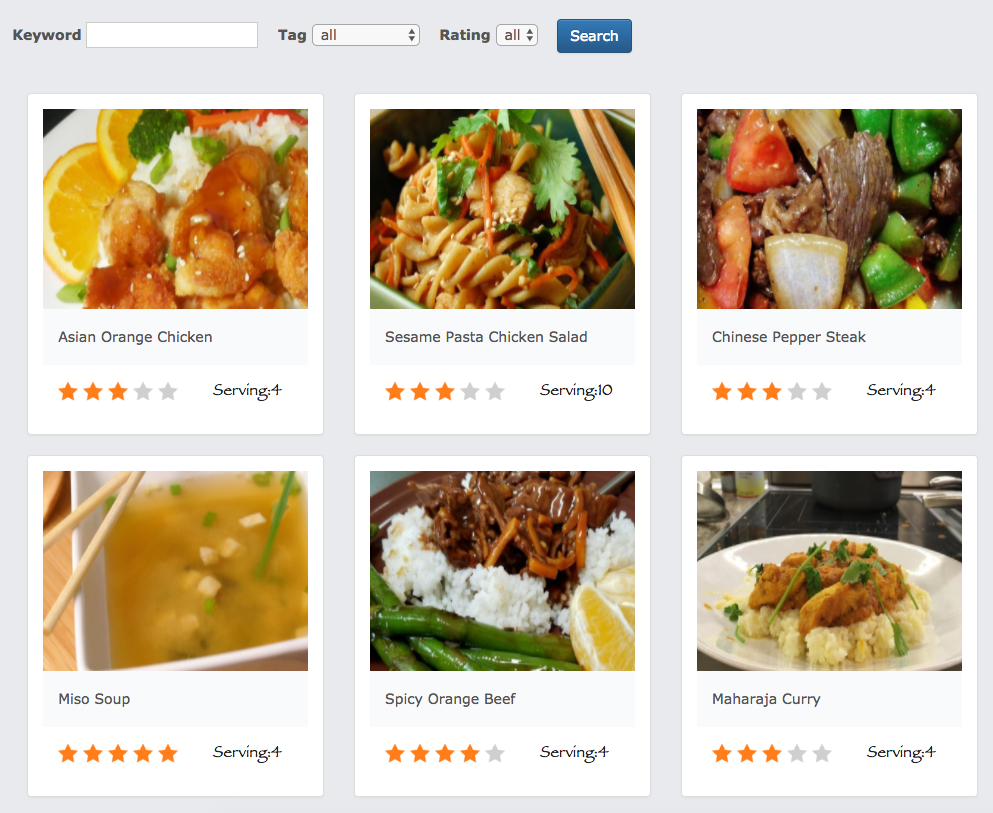 Keyword Tag all Rating all Search
Asian Orange Chicken
Serving:4
Sesame Pasta Chicken Salad
Serving:10
Chinese Pepper Steak
Serving:4
Miso Soup
Serving:4
Spicy Orange Beef
Serving:4
Maharaja Curry
Serving:4